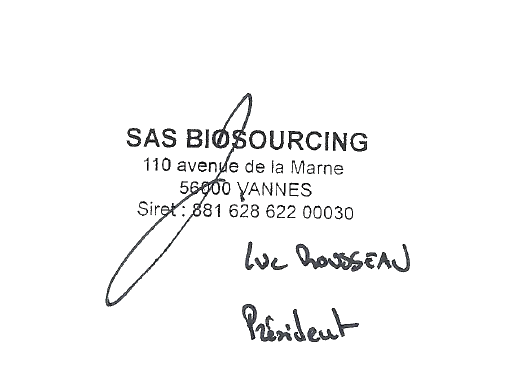 SAS BIOSOURCING
110 avenue de la Marne
56000 VANNES
Siret : 881 628 622 00030
Luc ROUSSEAU
Président